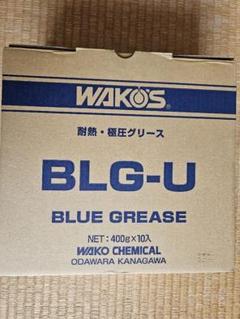 WAKO'S®
耐熱・極圧グリース
BLG-U
BLUE GREASE
NET : 400g×10入
WAKO CHEMICAL
ODAWARA KANAGAWA